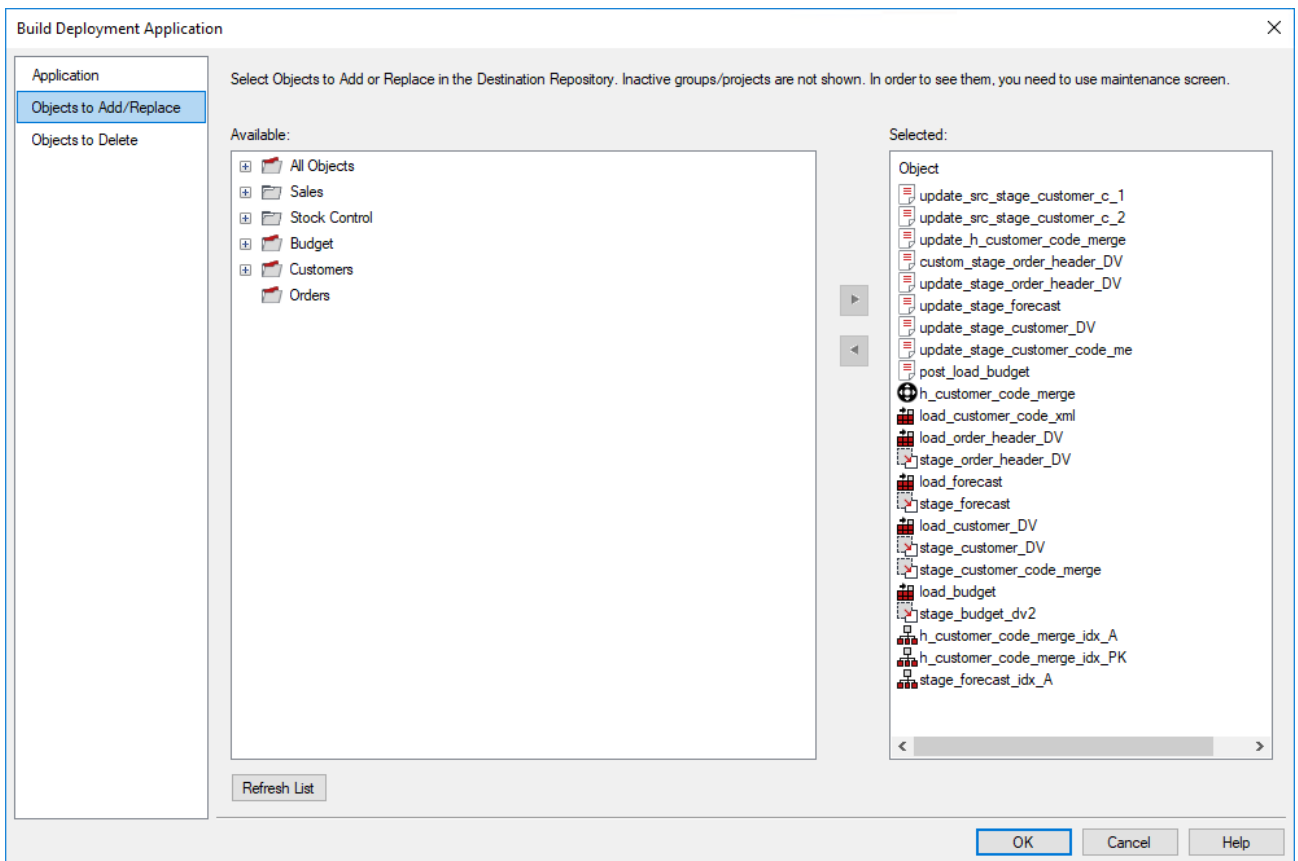 Build Deployment Application
Application
Objects to Add/Replace
Objects to Delete
Select Objects to Add or Replace in the Destination Repository. Inactive groups/projects are not shown. In order to see them, you need to use maintenance screen.
Available:
All Objects
Sales
Stock Control
Budget
Customers
Orders
Refresh List
Selected:
Object
update_src_stage_customer_c_1
update_src_stage_customer_c_2
update_h_customer_code_merge
custom_stage_order_header_DV
update_stage_order_header_DV
update_stage_forecast
update_stage_customer_DV
update_stage_customer_code_me
post_load_budget
h_customer_code_merge
load_customer_code_xml
load_order_header_DV
stage_order_header_DV
load_forecast
stage_forecast
load_customer_DV
stage_customer_DV
stage_customer_code_merge
load_budget
stage_budget_dv2
h_customer_code_merge_idx_A
h_customer_code_merge_idx_PK
stage_forecast_idx_A
OK
Cancel
Help